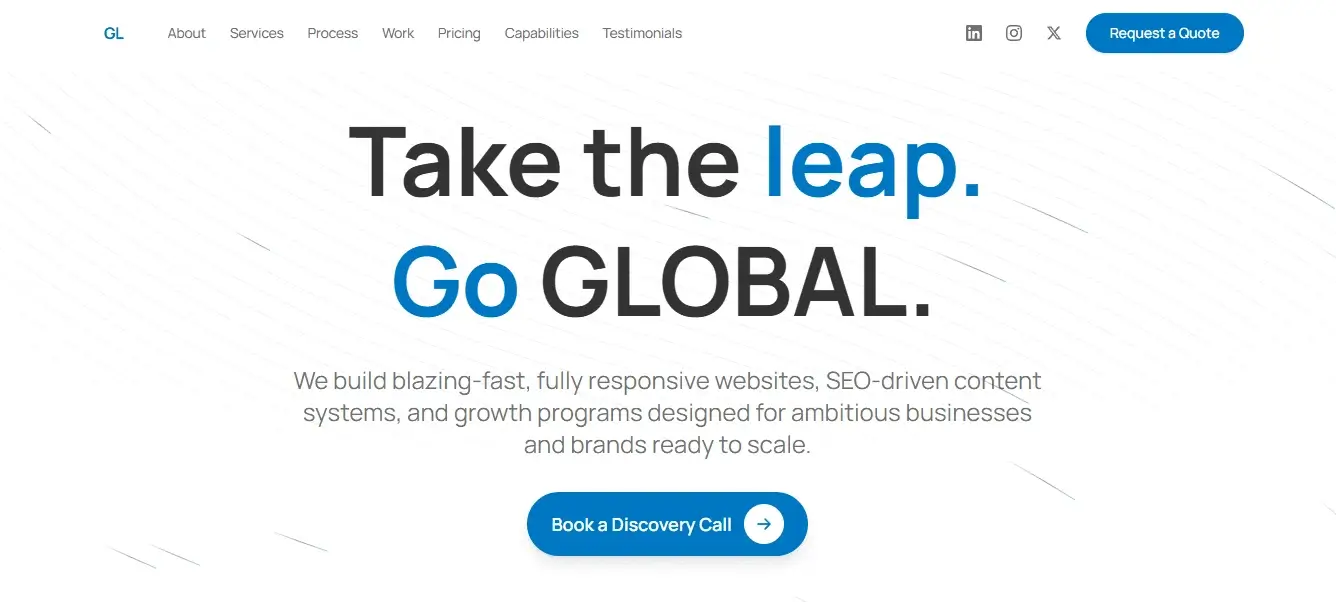 GL About Services Process Work Pricing Capabilities Testimonials Request a Quote
Take the leap.
Go GLOBAL.
We build blazing-fast, fully responsive websites, SEO-driven content
systems, and growth programs designed for ambitious businesses
and brands ready to scale.
Book a Discovery Call